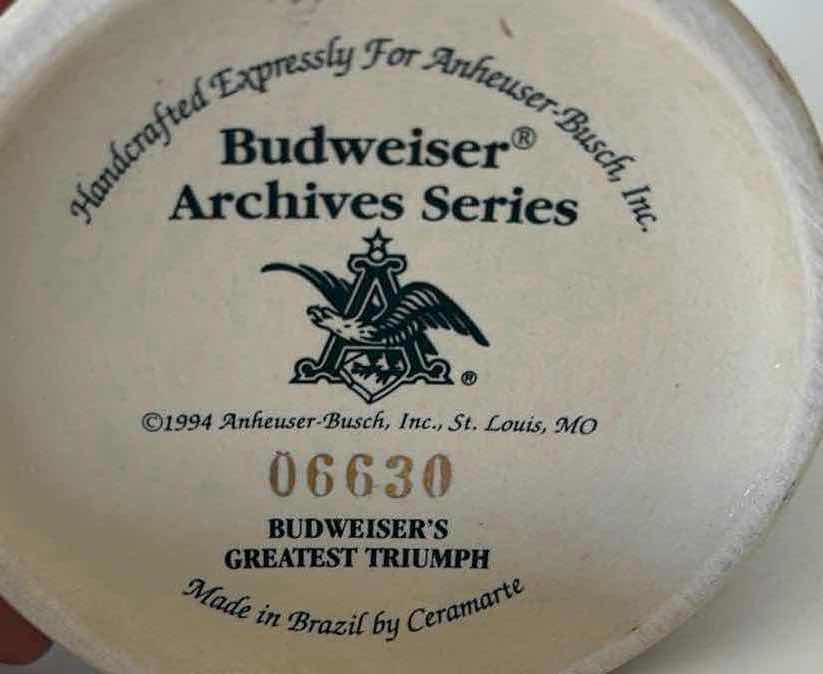 Handcrafted Expressly For Anheuser-Busch, Inc.
Budweiser®
Archives Series
A
®
©1994 Anheuser-Busch, Inc., St. Louis, MO
06630
BUDWEISER'S
GREATEST TRIUMPH
Made in Brazil by Ceramarte